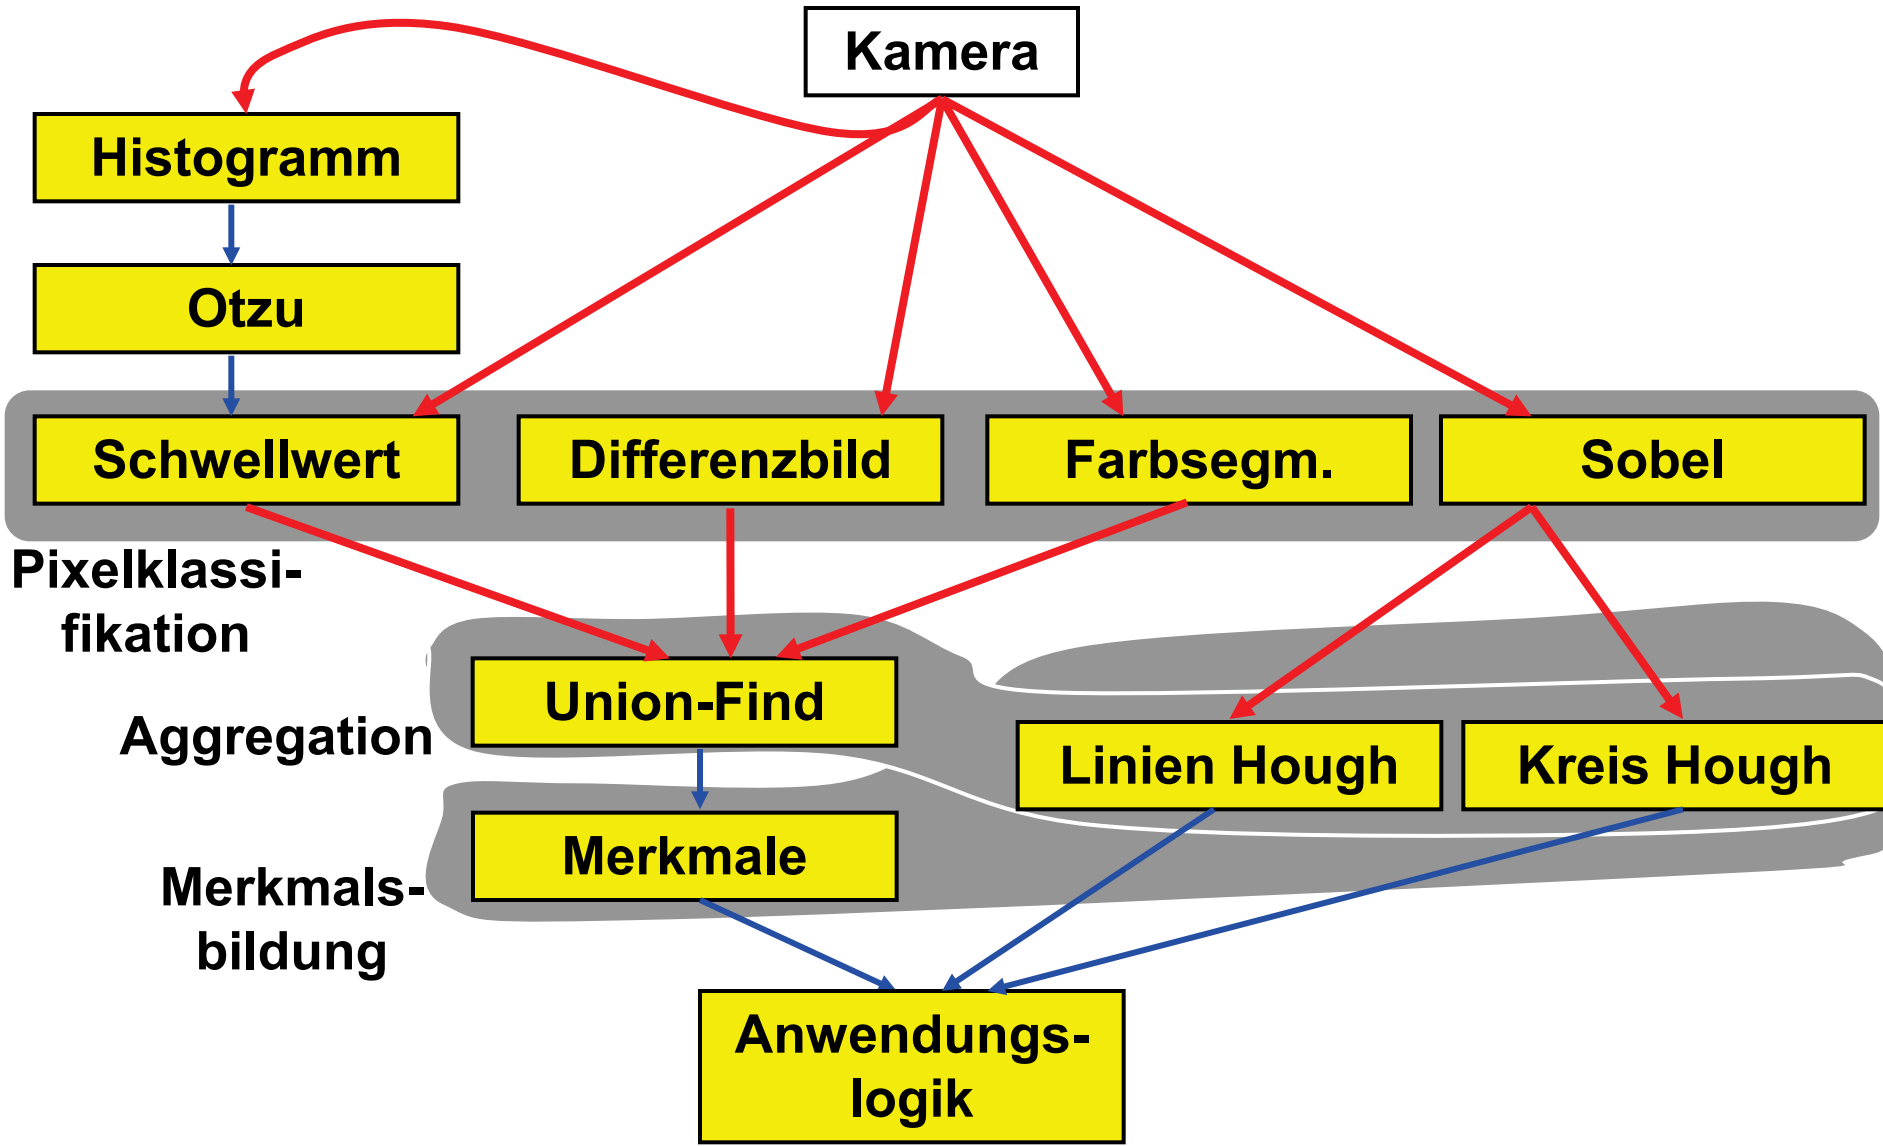 Kamera
Histogramm
Otzu
Schwellwert
Differenzbild
Farbsegm.
Sobel
Pixelklassi-
fikation
Union-Find
Aggregation
Linien Hough
Kreis Hough
Merkmale
Merkmals-
bildung
Anwendungs-
logik